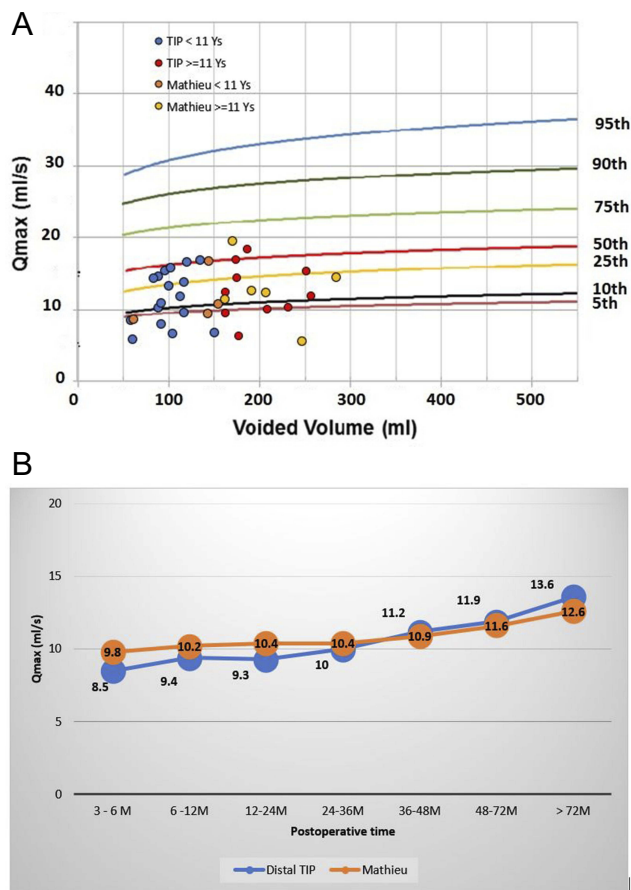 A
TIP < 11 Ys
TIP >=11 Ys
Mathieu < 11 Ys
Mathieu >=11 Ys
Qmax (ml/s)
40
30
20
10
0
95th
90th
75th
50th
25th
10th
5th
0 100 200 300 400 500
Voided Volume (ml)
B
20
15
10
5
0
Qmax (ml/s)
9.8 10.2 10.4 10.4 10.9 11.6 12.6
8.5 9.4 9.3 10 11.2 11.9 13.6
3 - 6 M 6 -12M 12-24M 24-36M 36-48M 48-72M > 72M
Postoperative time
Distal TIP Mathieu